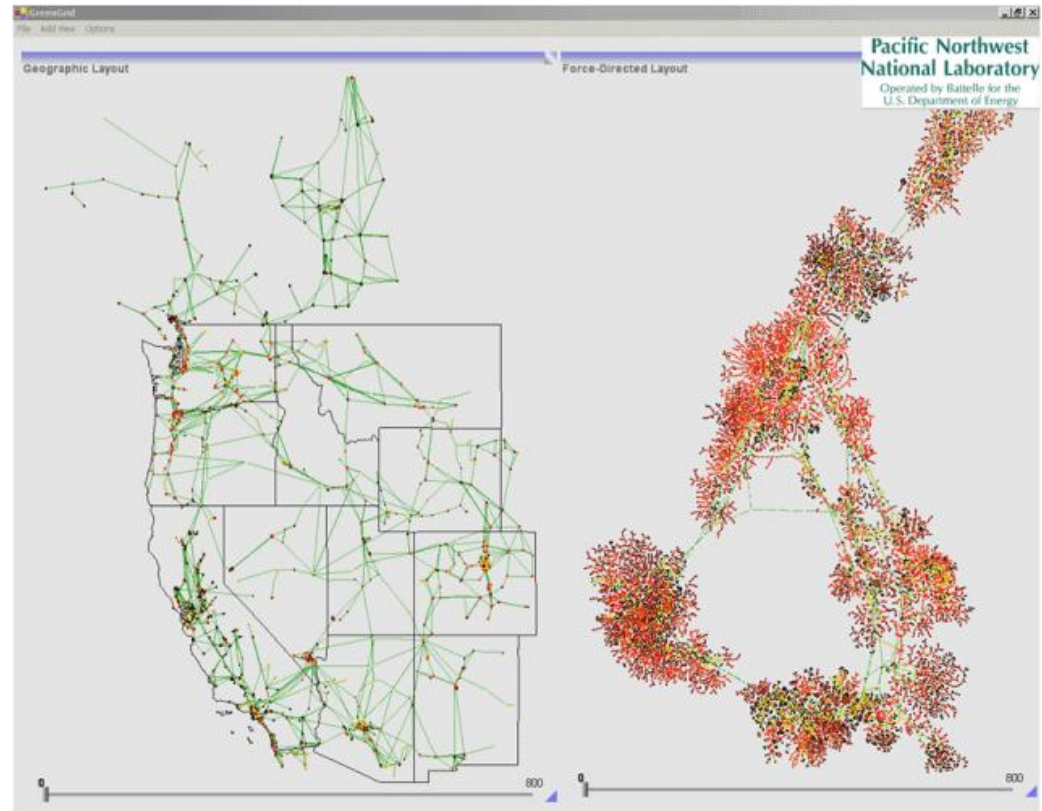 GreenGrid
File Add View Options
Geographic Layout
Force-Directed Layout
Pacific Northwest
National Laboratory
Operated by Battelle for the
U.S. Department of Energy
0
800
0
800